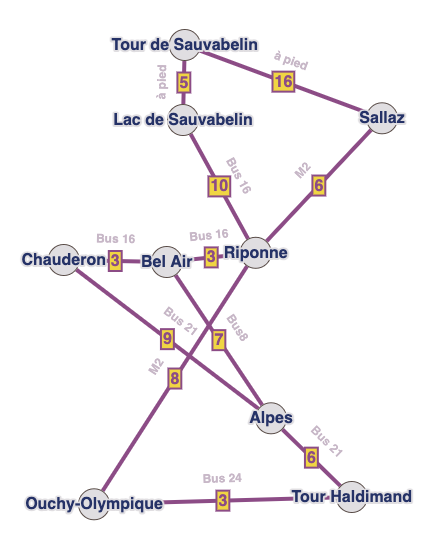 Tour de Sauvabelin
à pied
16
5
à pied
Lac de Sauvabelin
Sallaz
Bus 16
10
M2
6
Bus 16
Bus 16
Chauderon
3
Bel Air
3
Riponne
Bus 21
9
Bus8
7
M2
8
Alpes
Bus 21
6
Bus 24
Ouchy-Olympique
3
Tour Haldimand